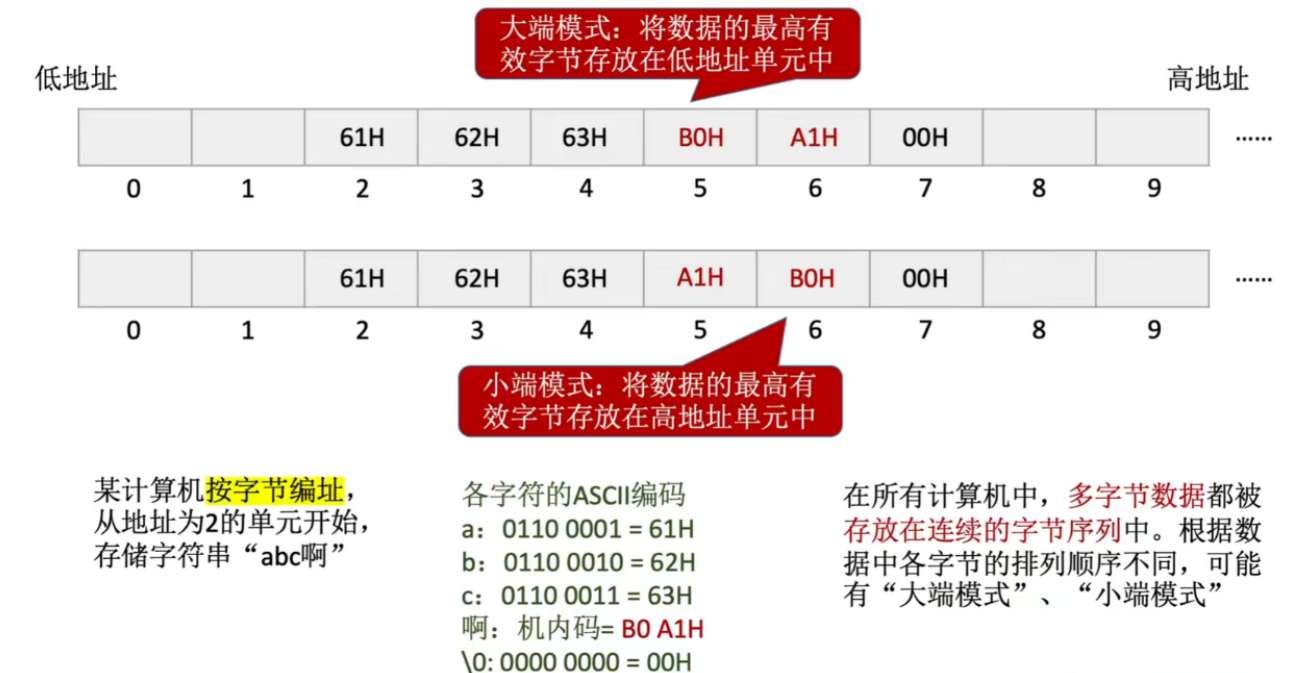 大端模式：将数据的最高有
效字节存放在低地址单元中
低地址
高地址
61H 62H 63H B0H A1H 00H ……
0 1 2 3 4 5 6 7 8 9
61H 62H 63H A1H B0H 00H ……
0 1 2 3 4 5 6 7 8 9
小端模式：将数据的最高有
效字节存放在高地址单元中
某计算机按字节编址，
从地址为2的单元开始，
存储字符串“abc啊”
各字符的ASCII编码
a：0110 0001 = 61H
b：0110 0010 = 62H
c：0110 0011 = 63H
啊：机内码= B0 A1H
\0: 0000 0000 = 00H
在所有计算机中，多字节数据都被
存放在连续的字节序列中。根据数
据中各字节的排列顺序不同，可能
有“大端模式”、“小端模式”